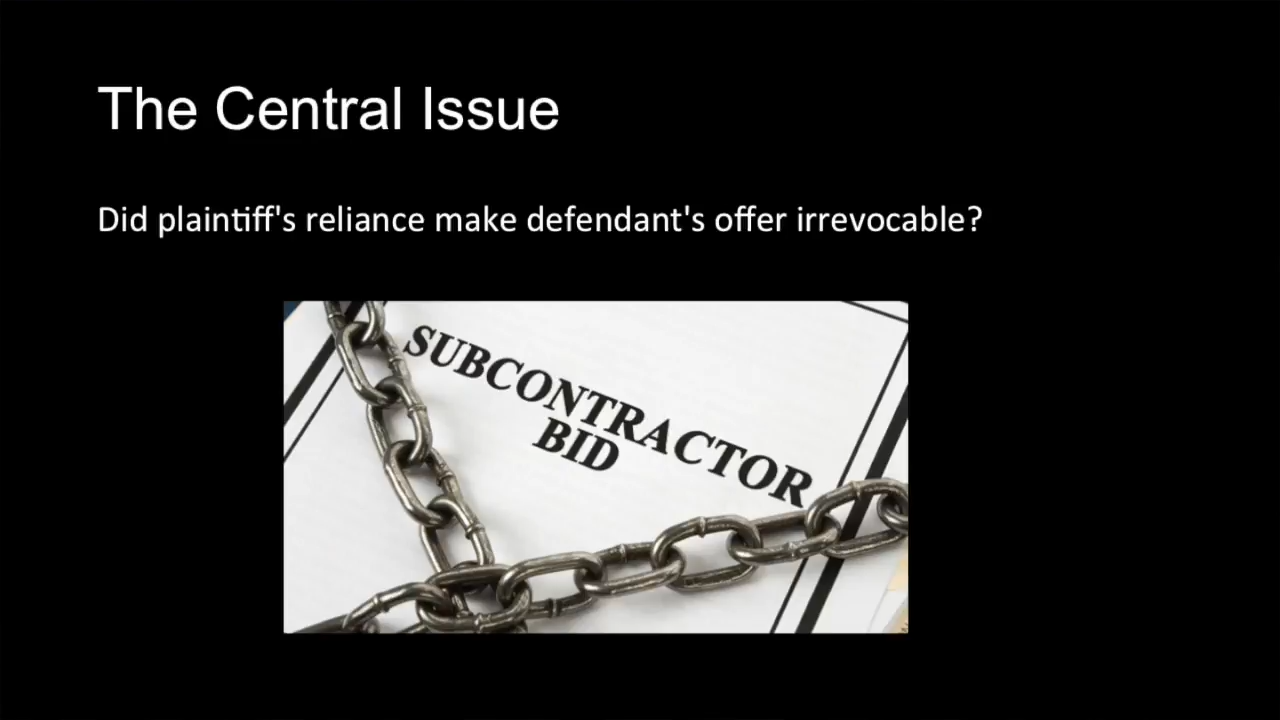 The Central Issue
Did plaintiff's reliance make defendant's offer irrevocable?
SUBCONTRACTOR
BID